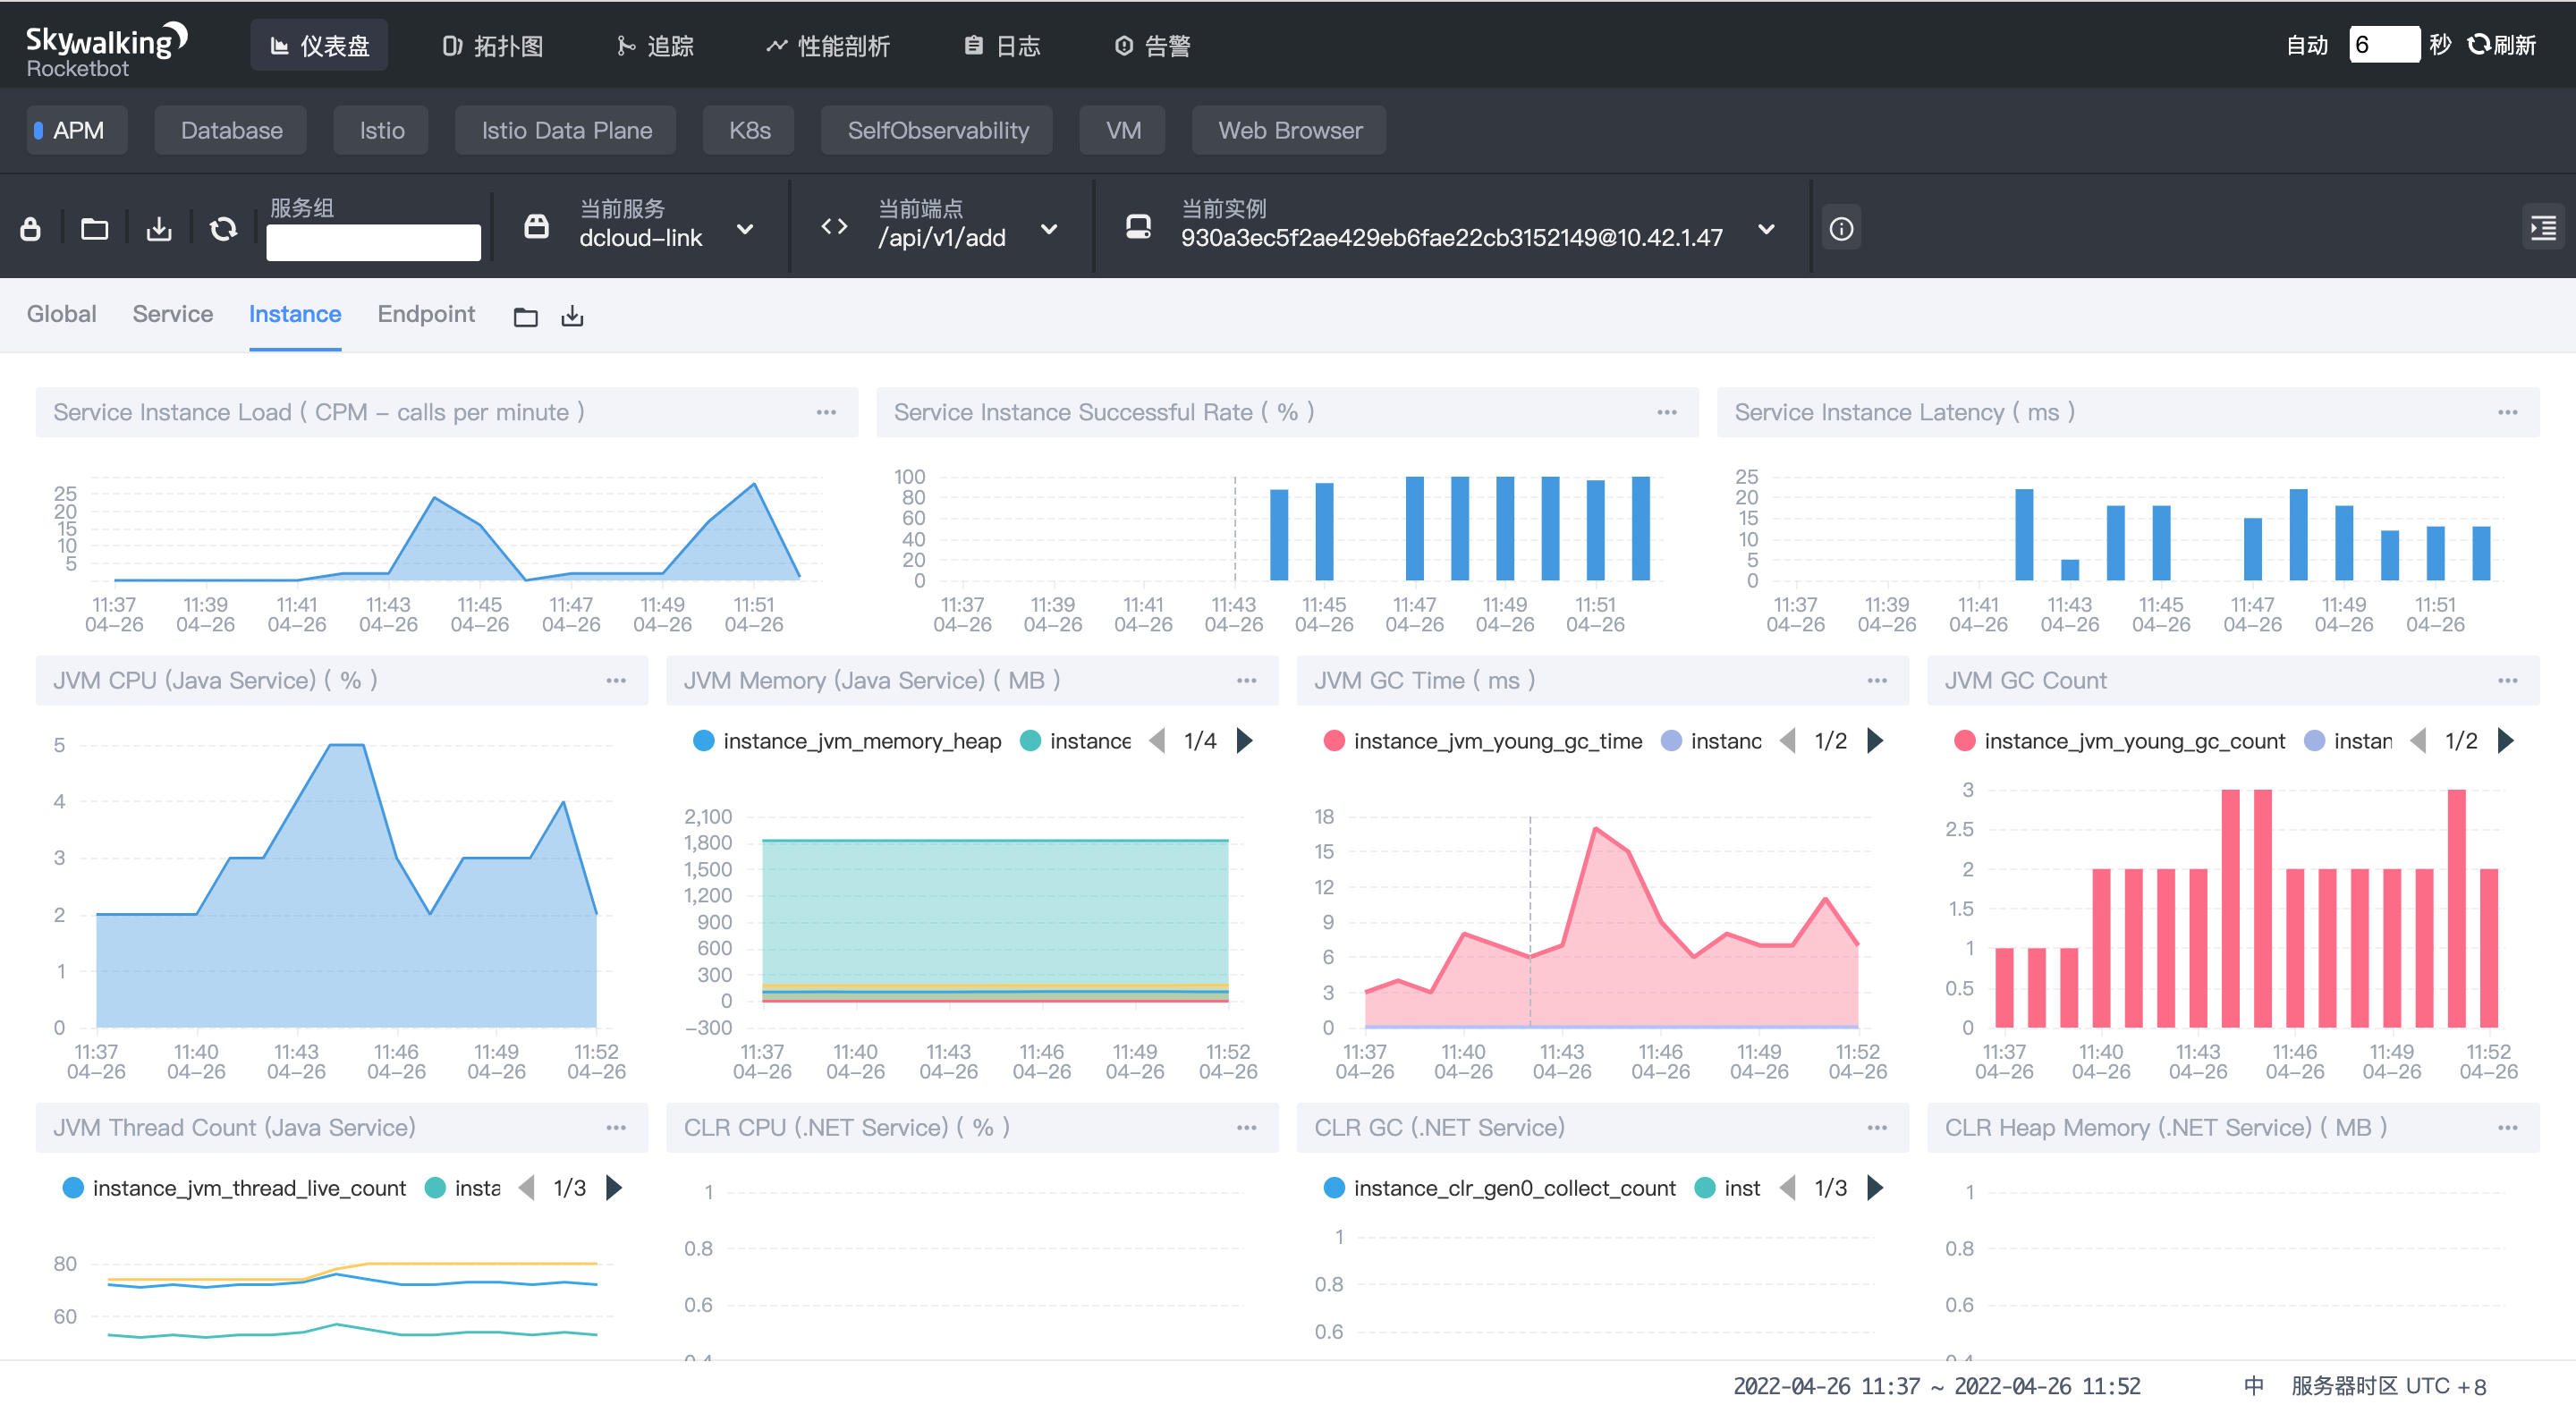 Skywalking
Rocketbot
仪表盘 拓扑图 追踪 性能剖析 日志 告警 自动 6 秒 刷新
APM Database Istio Istio Data Plane K8s SelfObservability VM Web Browser
服务组 当前服务 当前端点 当前实例
dcloud-link /api/v1/add 930a3ec5f2ae429eb6fae22cb3152149@10.42.1.47
Global Service Instance Endpoint
Service Instance Load ( CPM - calls per minute )
25
20
15
10
5
11:37 11:39 11:41 11:43 11:45 11:47 11:49 11:51
04-26 04-26 04-26 04-26 04-26 04-26 04-26 04-26
Service Instance Successful Rate ( % )
100
80
60
40
20
0
11:37 11:39 11:41 11:43 11:45 11:47 11:49 11:51
04-26 04-26 04-26 04-26 04-26 04-26 04-26 04-26
Service Instance Latency ( ms )
25
20
15
10
5
0
11:37 11:39 11:41 11:43 11:45 11:47 11:49 11:51
04-26 04-26 04-26 04-26 04-26 04-26 04-26 04-26
JVM CPU (Java Service) ( % )
5
4
3
2
1
0
11:37 11:40 11:43 11:46 11:49 11:52
04-26 04-26 04-26 04-26 04-26 04-26
JVM Memory (Java Service) ( MB )
instance_jvm_memory_heap instance 1/4
2,100
1,800
1,500
1,200
900
600
300
0
-300
11:37 11:40 11:43 11:46 11:49 11:52
04-26 04-26 04-26 04-26 04-26 04-26
JVM GC Time ( ms )
instance_jvm_young_gc_time instanc 1/2
18
15
12
9
6
3
0
11:37 11:40 11:43 11:46 11:49 11:52
04-26 04-26 04-26 04-26 04-26 04-26
JVM GC Count
instance_jvm_young_gc_count instan 1/2
3
2.5
2
1.5
1
0.5
0
11:37 11:40 11:43 11:46 11:49 11:52
04-26 04-26 04-26 04-26 04-26 04-26
JVM Thread Count (Java Service)
instance_jvm_thread_live_count insta 1/3
80
60
CLR CPU (.NET Service) ( % )
1
0.8
0.6
CLR GC (.NET Service)
instance_clr_gen0_collect_count inst 1/3
1
0.8
0.6
CLR Heap Memory (.NET Service) ( MB )
1
0.8
0.6
2022-04-26 11:37 ~ 2022-04-26 11:52 中 服务器时区 UTC +8